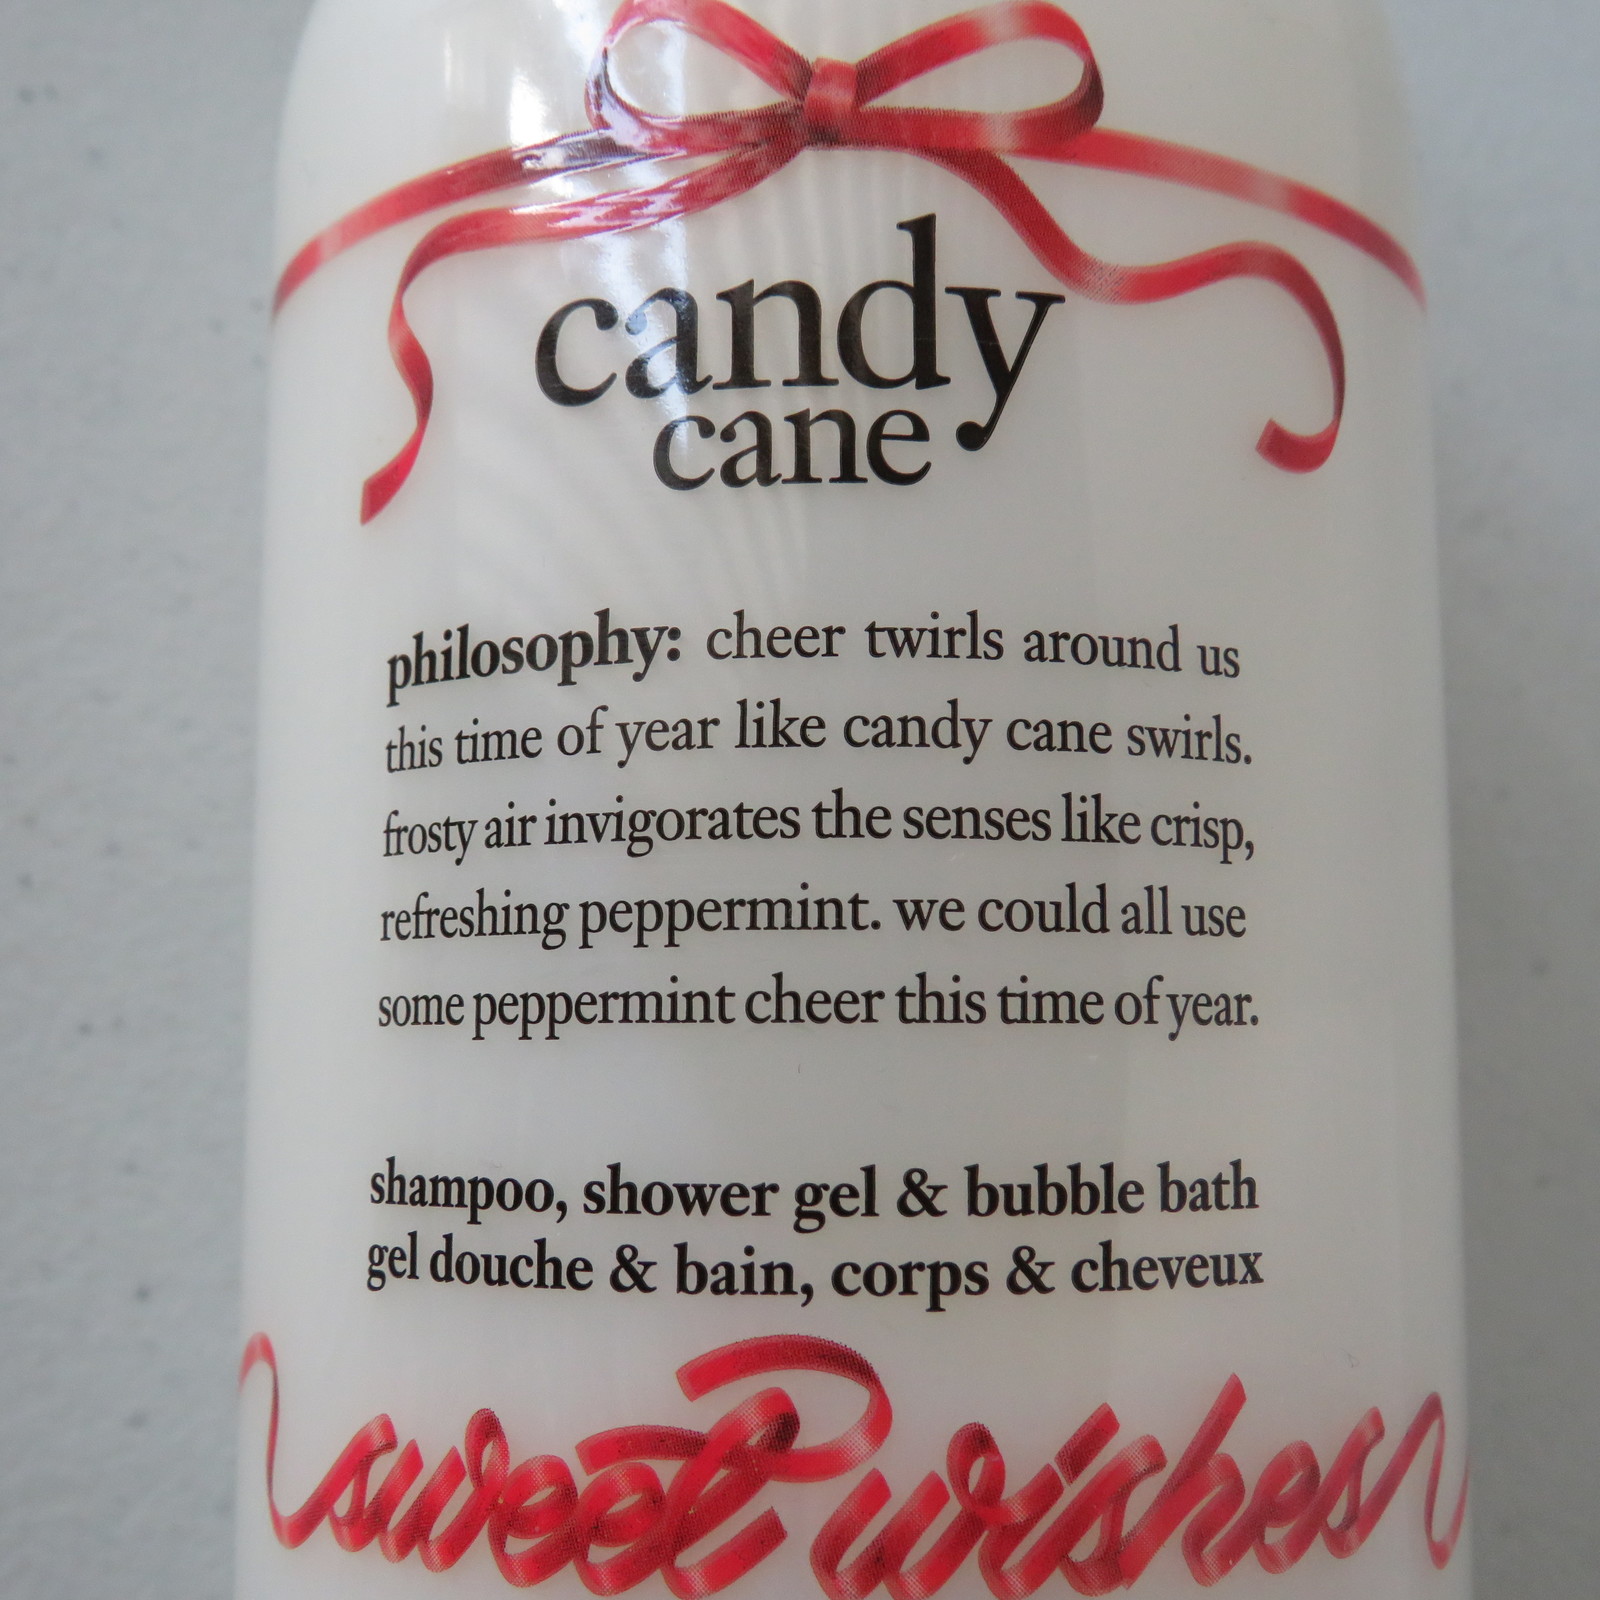 candy
cane
philosophy: cheer twirls around us
this time of year like candy cane swirls.
frosty air invigorates the senses like crisp,
refreshing peppermint. we could all use
some peppermint cheer this time of year.
shampoo, shower gel & bubble bath
gel douche & bain, corps & cheveux
sweet wishes